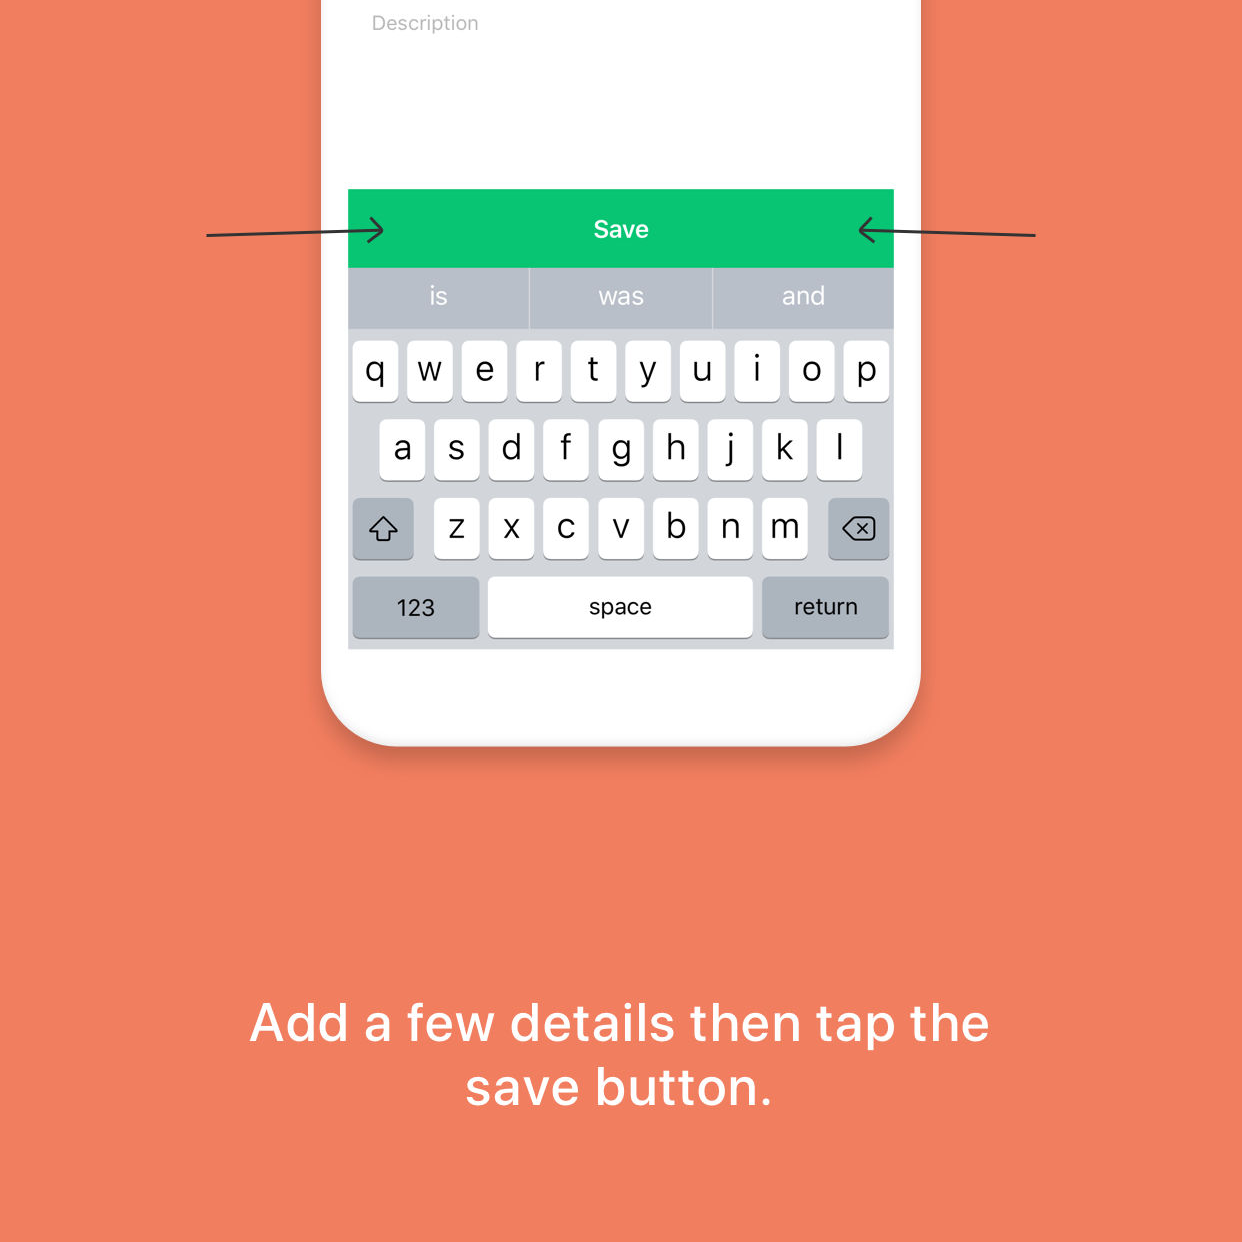 Description
Save
is was and
q w e r t y u i o p
a s d f g h j k l
z x c v b n m
123 space return
Add a few details then tap the
save button.